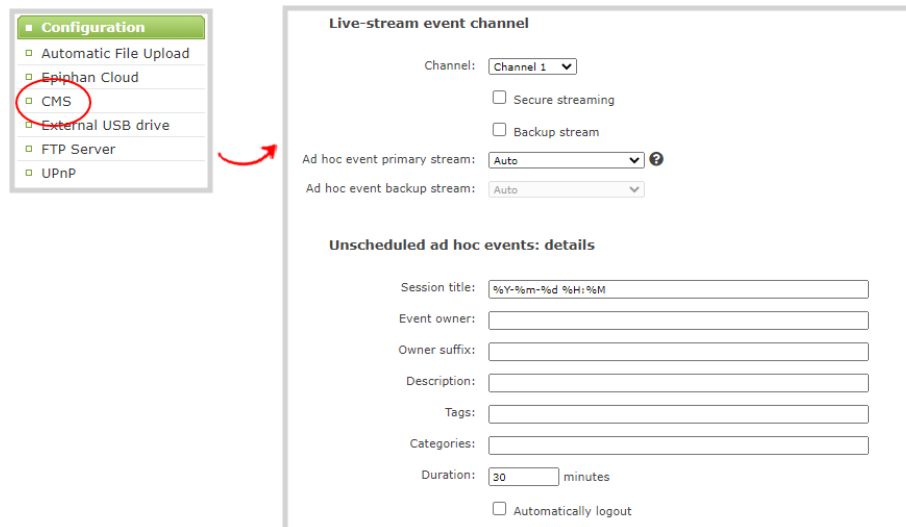 Configuration
Automatic File Upload
Epiphan Cloud
CMS
External USB drive
FTP Server
UPnP
Live-stream event channel
Channel: Channel 1
Secure streaming
Backup stream
Ad hoc event primary stream: Auto ?
Ad hoc event backup stream: Auto
Unscheduled ad hoc events: details
Session title: %Y-%m-%d %H:%M
Event owner:
Owner suffix:
Description:
Tags:
Categories:
Duration: 30 minutes
Automatically logout